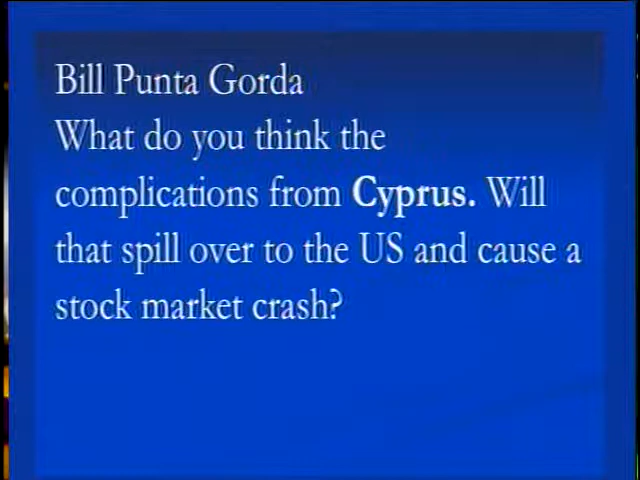 Bill Punta Gorda
What do you think the
complications from Cyprus. Will
that spill over to the US and cause a
stock market crash?